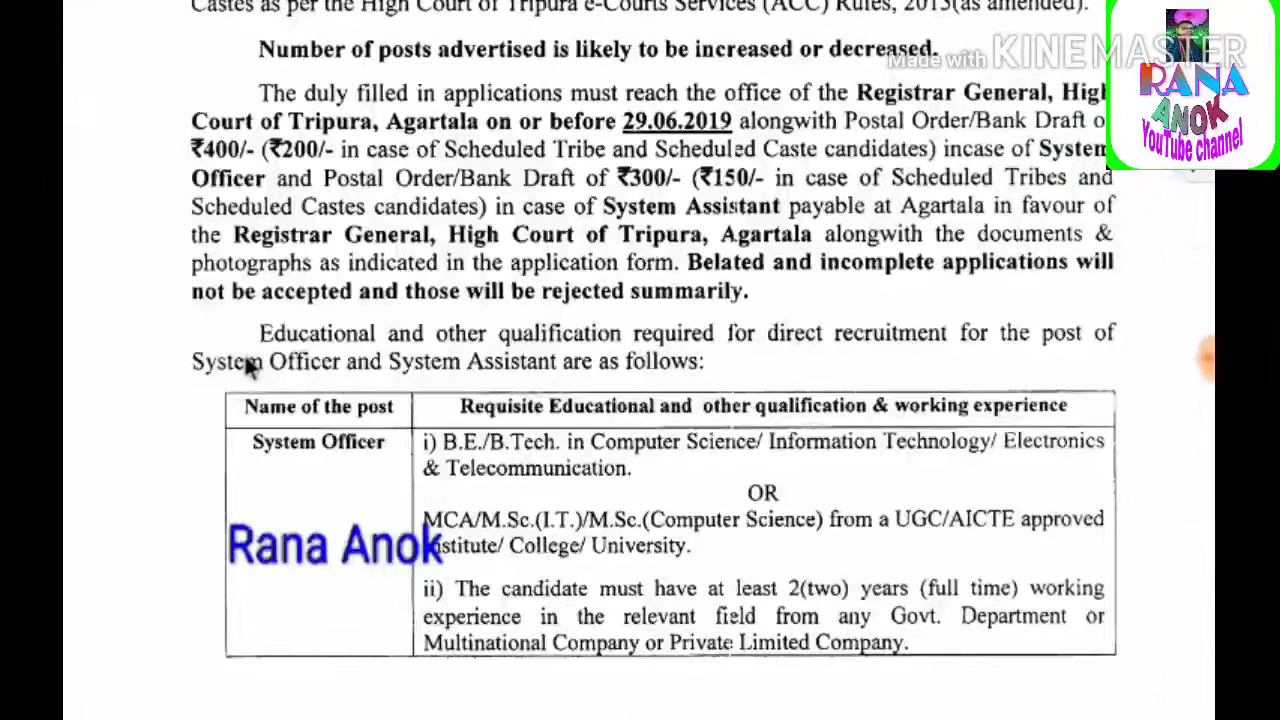 Castes as per the High Court of Tripura e-Courts Services (ACC) Rules, 2013(as amended).
Number of posts advertised is likely to be increased or decreased.
Made with KINEMASTER
The duly filled in applications must reach the office of the Registrar General, High
Court of Tripura, Agartala on or before 29.06.2019 alongwith Postal Order/Bank Draft of
₹400/- (₹200/- in case of Scheduled Tribe and Scheduled Caste candidates) incase of System
Officer and Postal Order/Bank Draft of ₹300/- (₹150/- in case of Scheduled Tribes and
Scheduled Castes candidates) in case of System Assistant payable at Agartala in favour of
the Registrar General, High Court of Tripura, Agartala alongwith the documents &
photographs as indicated in the application form. Belated and incomplete applications will
not be accepted and those will be rejected summarily.
RANA
ANOK
YouTube channel
Educational and other qualification required for direct recruitment for the post of
System Officer and System Assistant are as follows:
Name of the post Requisite Educational and other qualification & working experience
System Officer i) B.E./B.Tech. in Computer Science/ Information Technology/ Electronics
& Telecommunication.
OR
MCA/M.Sc.(I.T.)/M.Sc.(Computer Science) from a UGC/AICTE approved
institute/ College/ University.
Rana Anok
ii) The candidate must have at least 2(two) years (full time) working
experience in the relevant field from any Govt. Department or
Multinational Company or Private Limited Company.